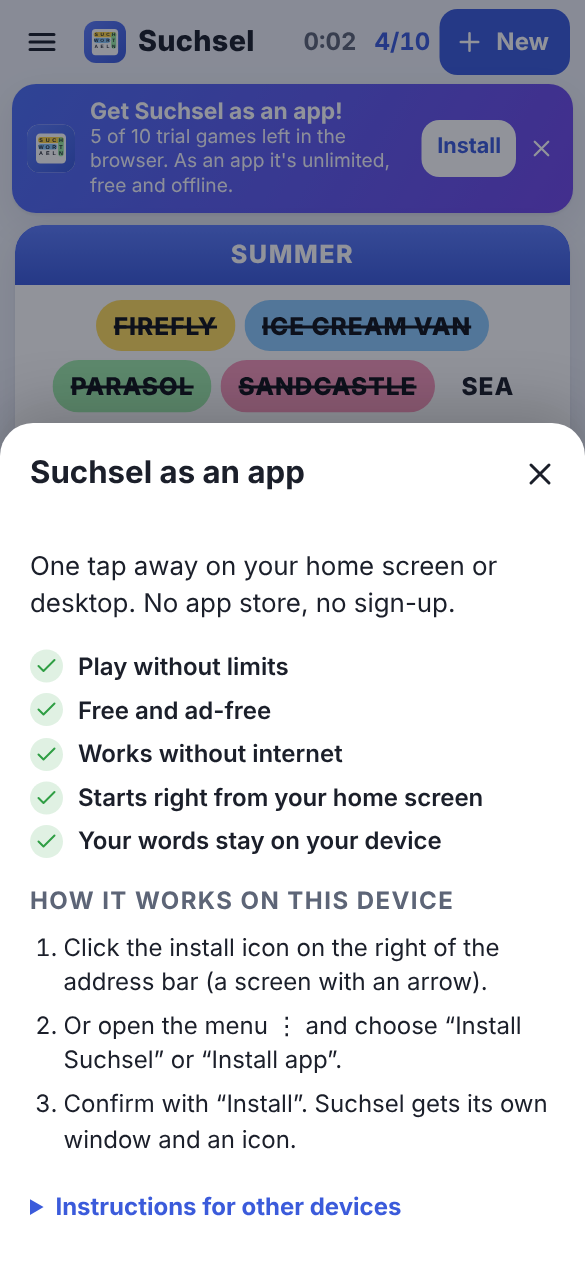 Suchsel
0:02
4/10
New
Get Suchsel as an app!
5 of 10 trial games left in the
browser. As an app it's unlimited,
free and offline.
Install
SUMMER
FIREFLY ICE CREAM VAN
PARASOL SANDCASTLE SEA
Suchsel as an app
One tap away on your home screen or
desktop. No app store, no sign-up.
Play without limits
Free and ad-free
Works without internet
Starts right from your home screen
Your words stay on your device
HOW IT WORKS ON THIS DEVICE
1. Click the install icon on the right of the
address bar (a screen with an arrow).
2. Or open the menu ⋮ and choose “Install
Suchsel” or “Install app”.
3. Confirm with “Install”. Suchsel gets its own
window and an icon.
Instructions for other devices